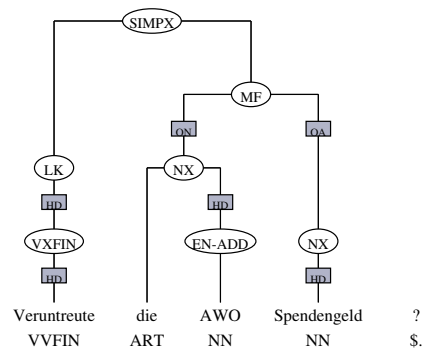 SIMPX
MF
ON OA
LK NX
HD HD
VXFIN EN-ADD NX
HD HD
Veruntreute die AWO Spendengeld ?
VVFIN ART NN NN $.